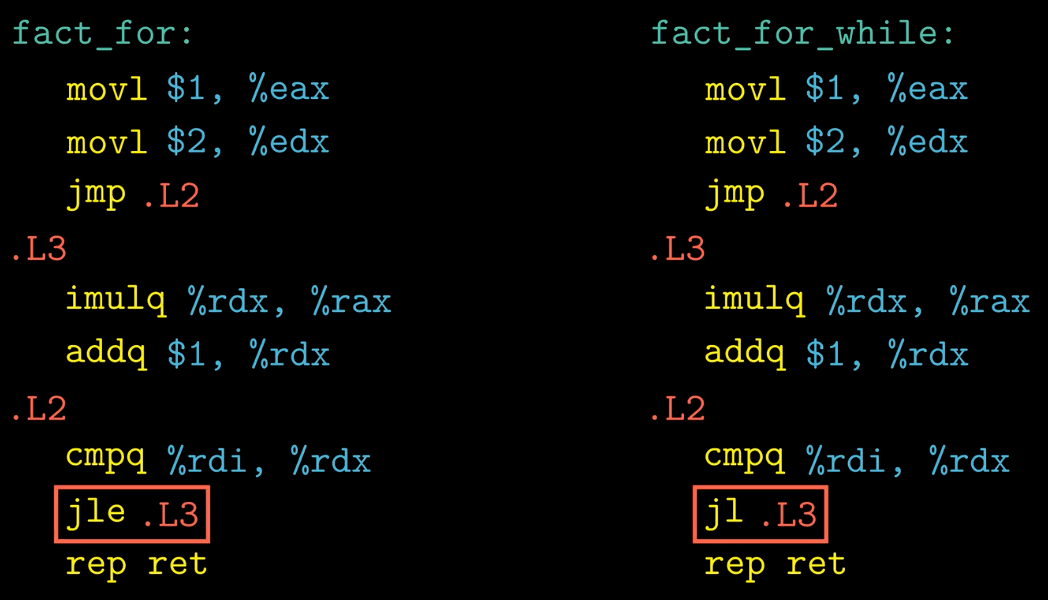 fact_for:
movl $1, %eax
movl $2, %edx
jmp .L2
.L3
imulq %rdx, %rax
addq $1, %rdx
.L2
cmpq %rdi, %rdx
jle .L3
rep ret
fact_for_while:
movl $1, %eax
movl $2, %edx
jmp .L2
.L3
imulq %rdx, %rax
addq $1, %rdx
.L2
cmpq %rdi, %rdx
jl .L3
rep ret